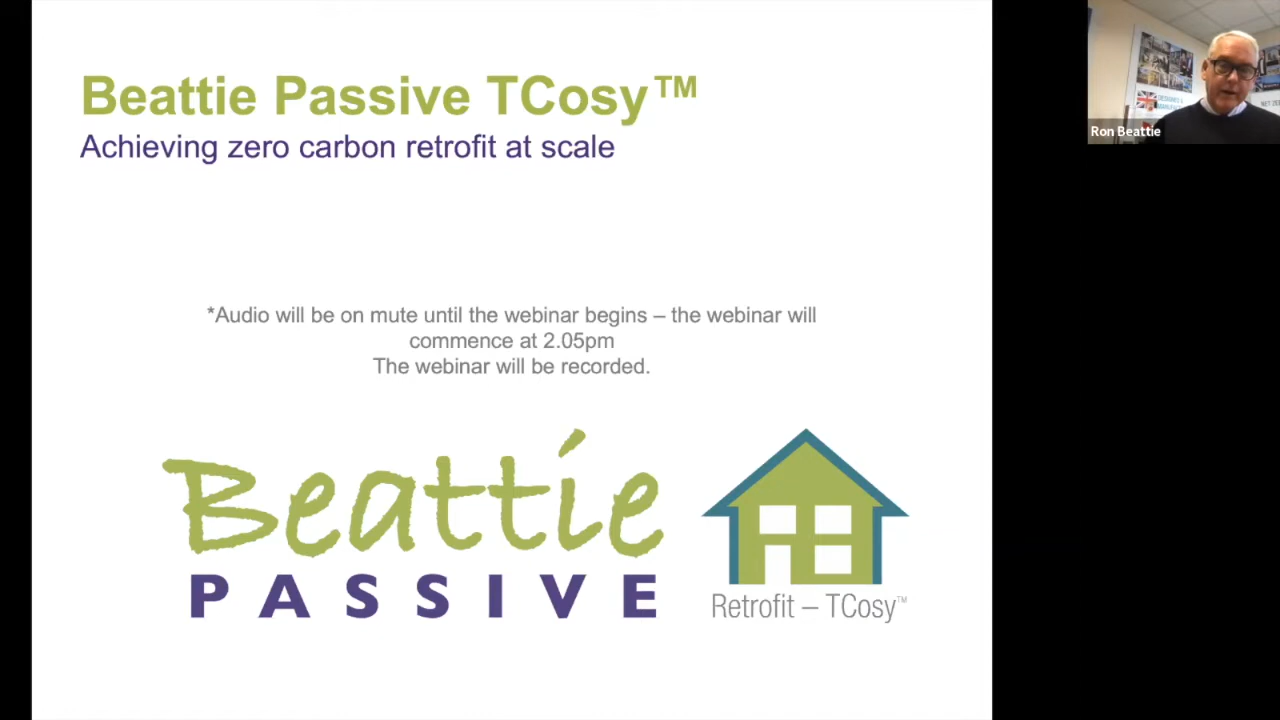 Beattie Passive TCosy™
Achieving zero carbon retrofit at scale
*Audio will be on mute until the webinar begins – the webinar will
commence at 2.05pm
The webinar will be recorded.
Beattie
PASSIVE
Retrofit – TCosy™
Ron Beattie